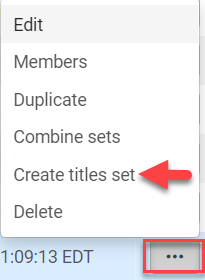 Edit
Members
Duplicate
Combine sets
Create titles set
Delete
1:09:13 EDT